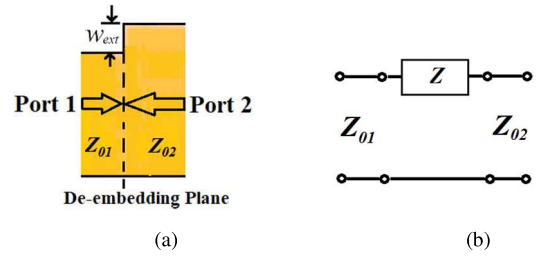 Wext
Port 1 Port 2
Z01 Z02
De-embedding Plane
(a)
Z
Z01 Z02
(b)